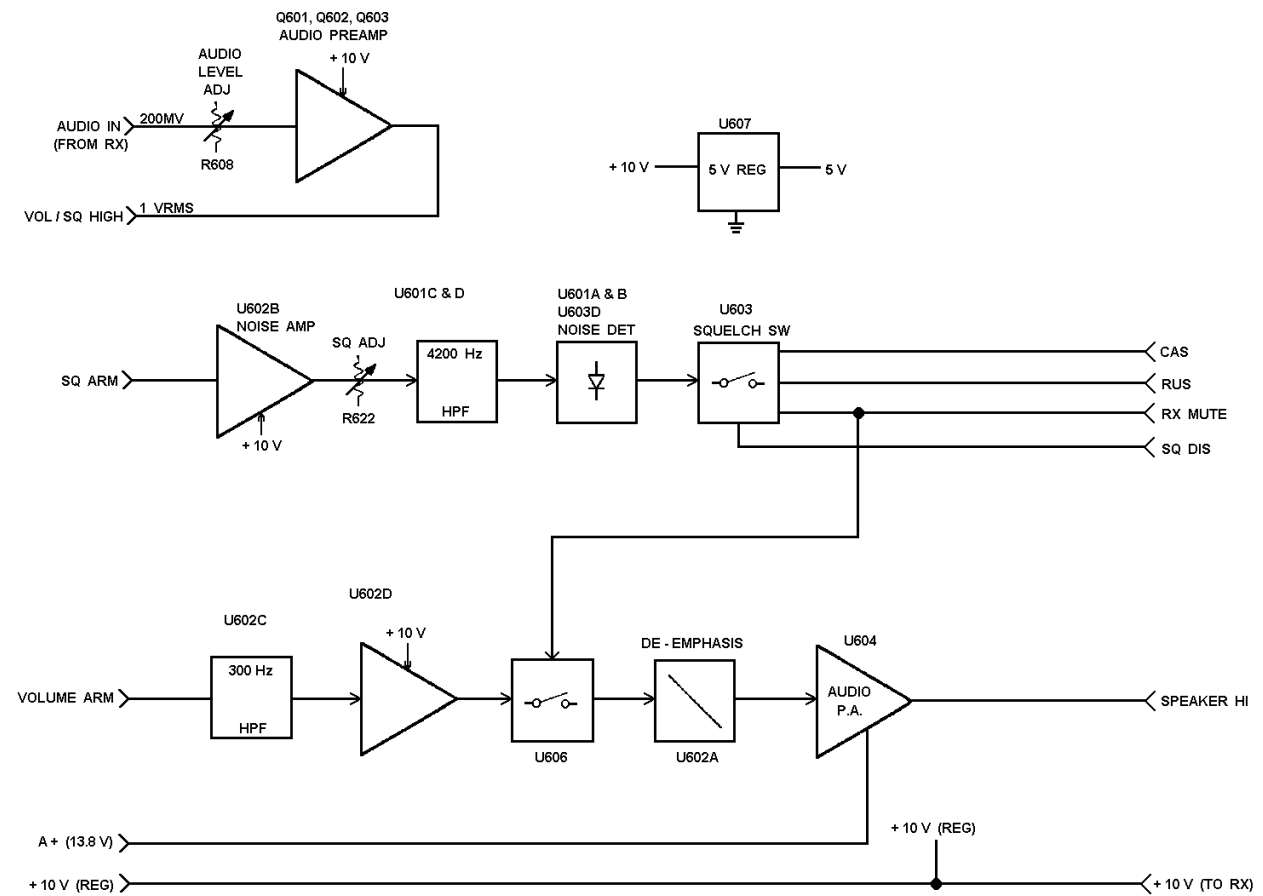 Q601, Q602, Q603
AUDIO PREAMP
+ 10 V
AUDIO
LEVEL
ADJ
AUDIO IN
(FROM RX)
200MV
R608
VOL / SQ HIGH
1 VRMS
U607
+ 10 V
5 V REG
5 V
U602B
NOISE AMP
SQ ARM
+ 10 V
SQ ADJ
R622
U601C & D
4200 Hz
HPF
U601A & B
U603D
NOISE DET
U603
SQUELCH SW
CAS
RUS
RX MUTE
SQ DIS
U602C
VOLUME ARM
300 Hz
HPF
U602D
+ 10 V
U606
DE - EMPHASIS
U602A
U604
AUDIO
P.A.
SPEAKER HI
A + (13.8 V)
+ 10 V (REG)
+ 10 V (REG)
+ 10 V (TO RX)